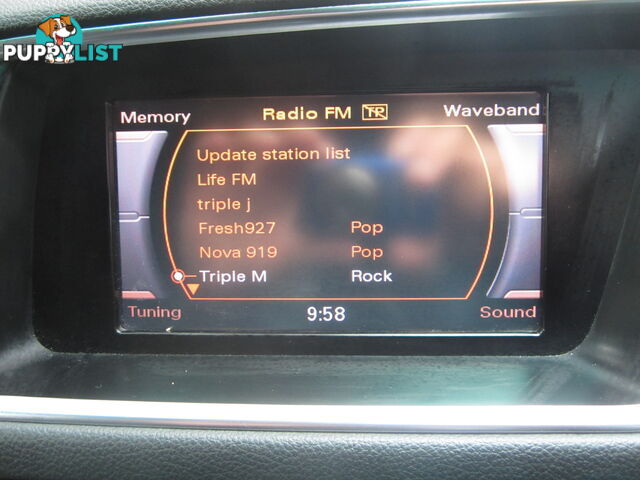 PUPPYLIST
Memory Radio FM TP Waveband
Update station list
Life FM
triple j
Fresh927 Pop
Nova 919 Pop
Triple M Rock
Tuning 9:58 Sound